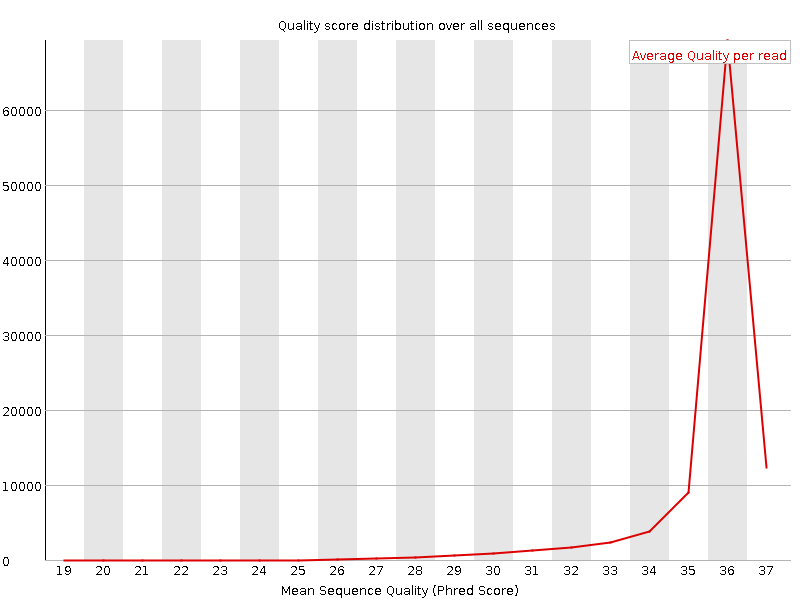 Quality score distribution over all sequences
Average Quality per read
60000
50000
40000
30000
20000
10000
0
19 20 21 22 23 24 25 26 27 28 29 30 31 32 33 34 35 36 37
Mean Sequence Quality (Phred Score)